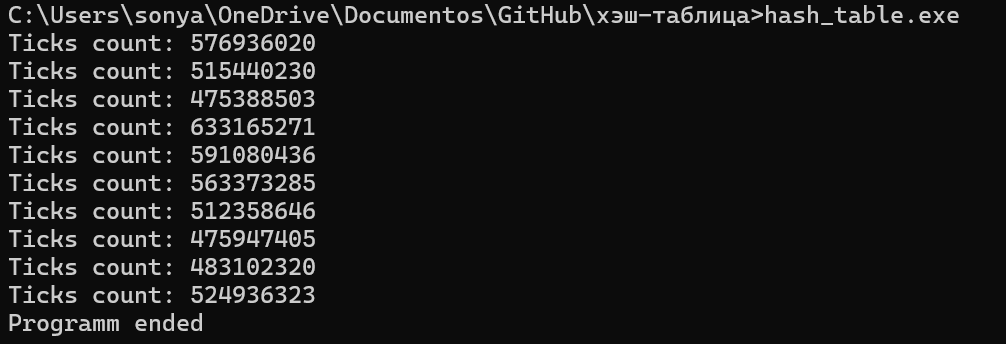 C:\Users\sonya\OneDrive\Documentos\GitHub\хэш-таблица>hash_table.exe
Ticks count: 576936020
Ticks count: 515440230
Ticks count: 475388503
Ticks count: 633165271
Ticks count: 591080436
Ticks count: 563373285
Ticks count: 512358646
Ticks count: 475947405
Ticks count: 483102320
Ticks count: 524936323
Programm ended